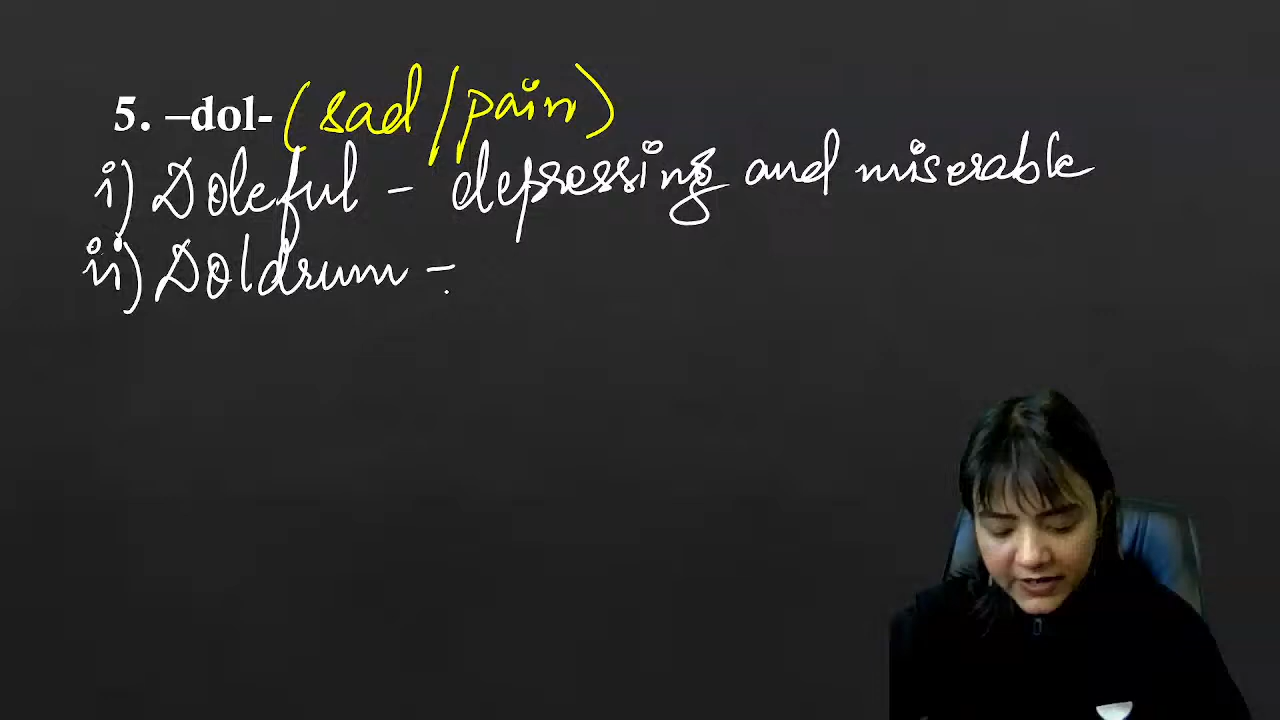 5. –dol- (sad/pain)
i) Doleful - depressing and miserable
ii) Doldrum -